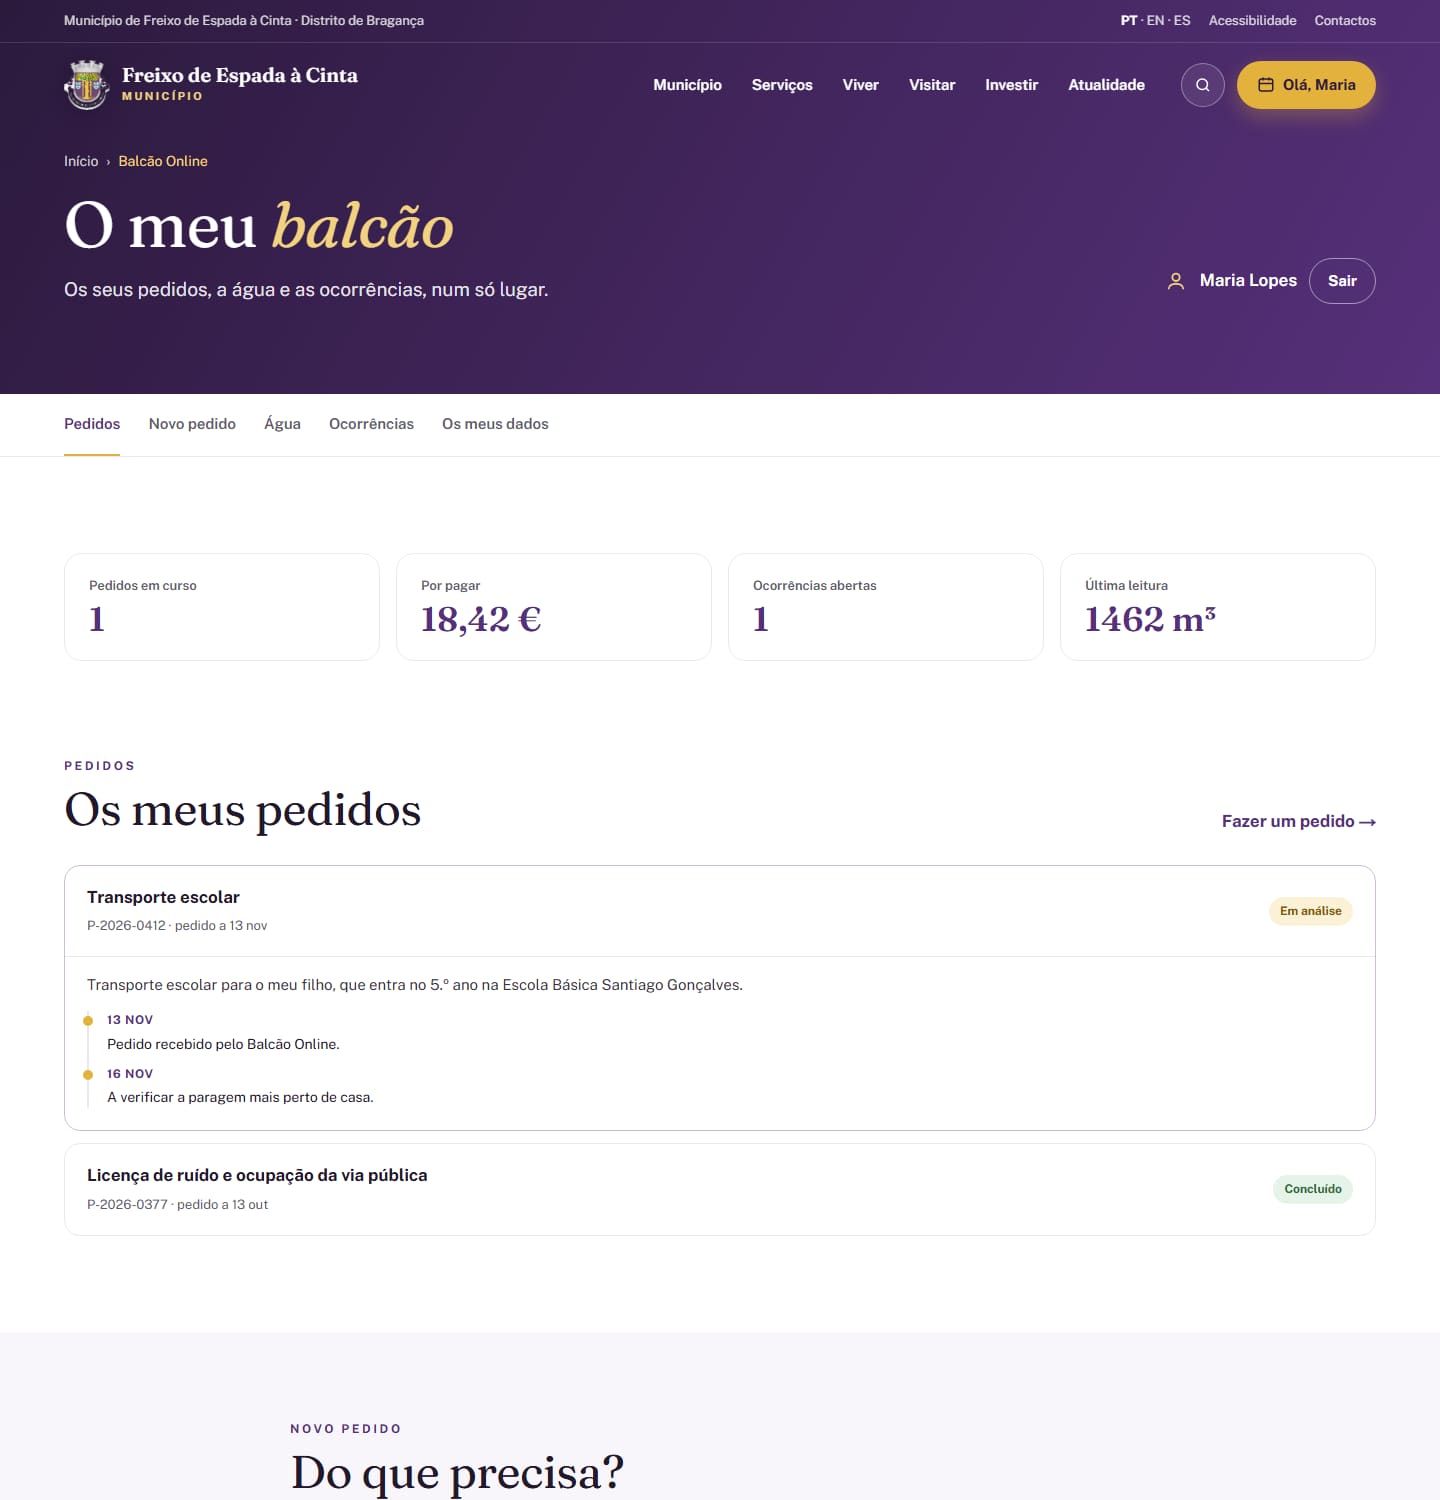 Município de Freixo de Espada à Cinta · Distrito de Bragança
PT · EN · ES
Acessibilidade
Contactos
Freixo de Espada à Cinta
MUNICÍPIO
Município
Serviços
Viver
Visitar
Investir
Atualidade
Olá, Maria
Início › Balcão Online
O meu balcão
Os seus pedidos, a água e as ocorrências, num só lugar.
Maria Lopes
Sair
Pedidos
Novo pedido
Água
Ocorrências
Os meus dados
Pedidos em curso
1
Por pagar
18,42 €
Ocorrências abertas
1
Última leitura
1462 m³
PEDIDOS
Os meus pedidos
Fazer um pedido →
Transporte escolar
P-2026-0412 · pedido a 13 nov
Em análise
Transporte escolar para o meu filho, que entra no 5.º ano na Escola Básica Santiago Gonçalves.
13 NOV
Pedido recebido pelo Balcão Online.
16 NOV
A verificar a paragem mais perto de casa.
Licença de ruído e ocupação da via pública
P-2026-0377 · pedido a 13 out
Concluído
NOVO PEDIDO
Do que precisa?